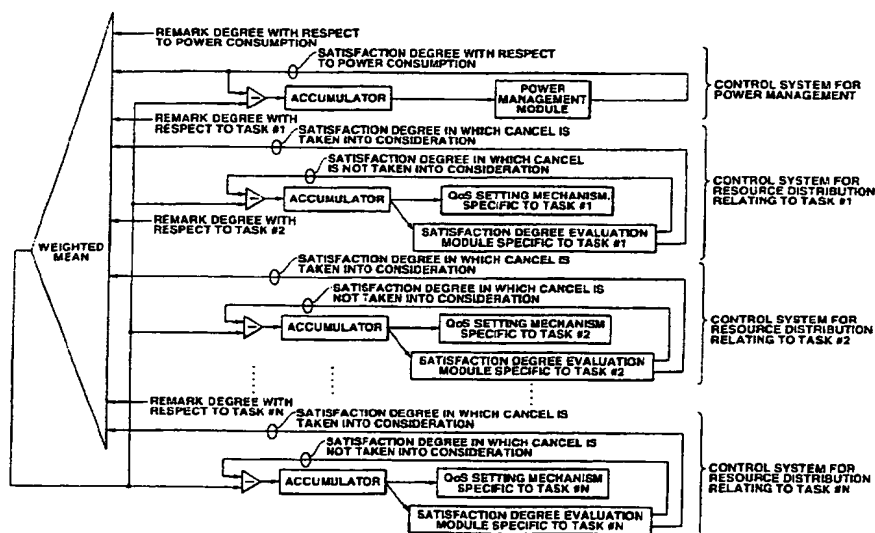 REMARK DEGREE WITH RESPECT
TO POWER CONSUMPTION
SATISFACTION DEGREE WITH RESPECT
TO POWER CONSUMPTION
ACCUMULATOR
POWER
MANAGEMENT
MODULE
CONTROL SYSTEM FOR
POWER MANAGEMENT
REMARK DEGREE WITH
RESPECT TO TASK #1
SATISFACTION DEGREE IN WHICH CANCEL IS
TAKEN INTO CONSIDERATION
SATISFACTION DEGREE IN WHICH CANCEL
IS NOT TAKEN INTO CONSIDERATION
ACCUMULATOR
QoS SETTING MECHANISM,
SPECIFIC TO TASK #1
SATISFACTION DEGREE EVALUATION
MODULE SPECIFIC TO TASK #1
CONTROL SYSTEM FOR
RESOURCE DISTRIBUTION
RELATING TO TASK #1
REMARK DEGREE WITH
RESPECT TO TASK #2
WEIGHTED
MEAN
SATISFACTION DEGREE IN WHICH CANCEL IS
TAKEN INTO CONSIDERATION
SATISFACTION DEGREE IN WHICH CANCEL IS
NOT TAKEN INTO CONSIDERATION
ACCUMULATOR
QoS SETTING MECHANISM
SPECIFIC TO TASK #2
SATISFACTION DEGREE EVALUATION
MODULE SPECIFIC TO TASK #2
CONTROL SYSTEM FOR
RESOURCE DISTRIBUTION
RELATING TO TASK #2
REMARK DEGREE WITH
RESPECT TO TASK #N
SATISFACTION DEGREE IN WHICH CANCEL IS
TAKEN INTO CONSIDERATION
SATISFACTION DEGREE IN WHICH CANCEL IS
NOT TAKEN INTO CONSIDERATION
ACCUMULATOR
QoS SETTING MECHANISM
SPECIFIC TO TASK #N
SATISFACTION DEGREE EVALUATION
MODULE SPECIFIC TO TASK #N
CONTROL SYSTEM FOR
RESOURCE DISTRIBUTION
RELATING TO TASK #N